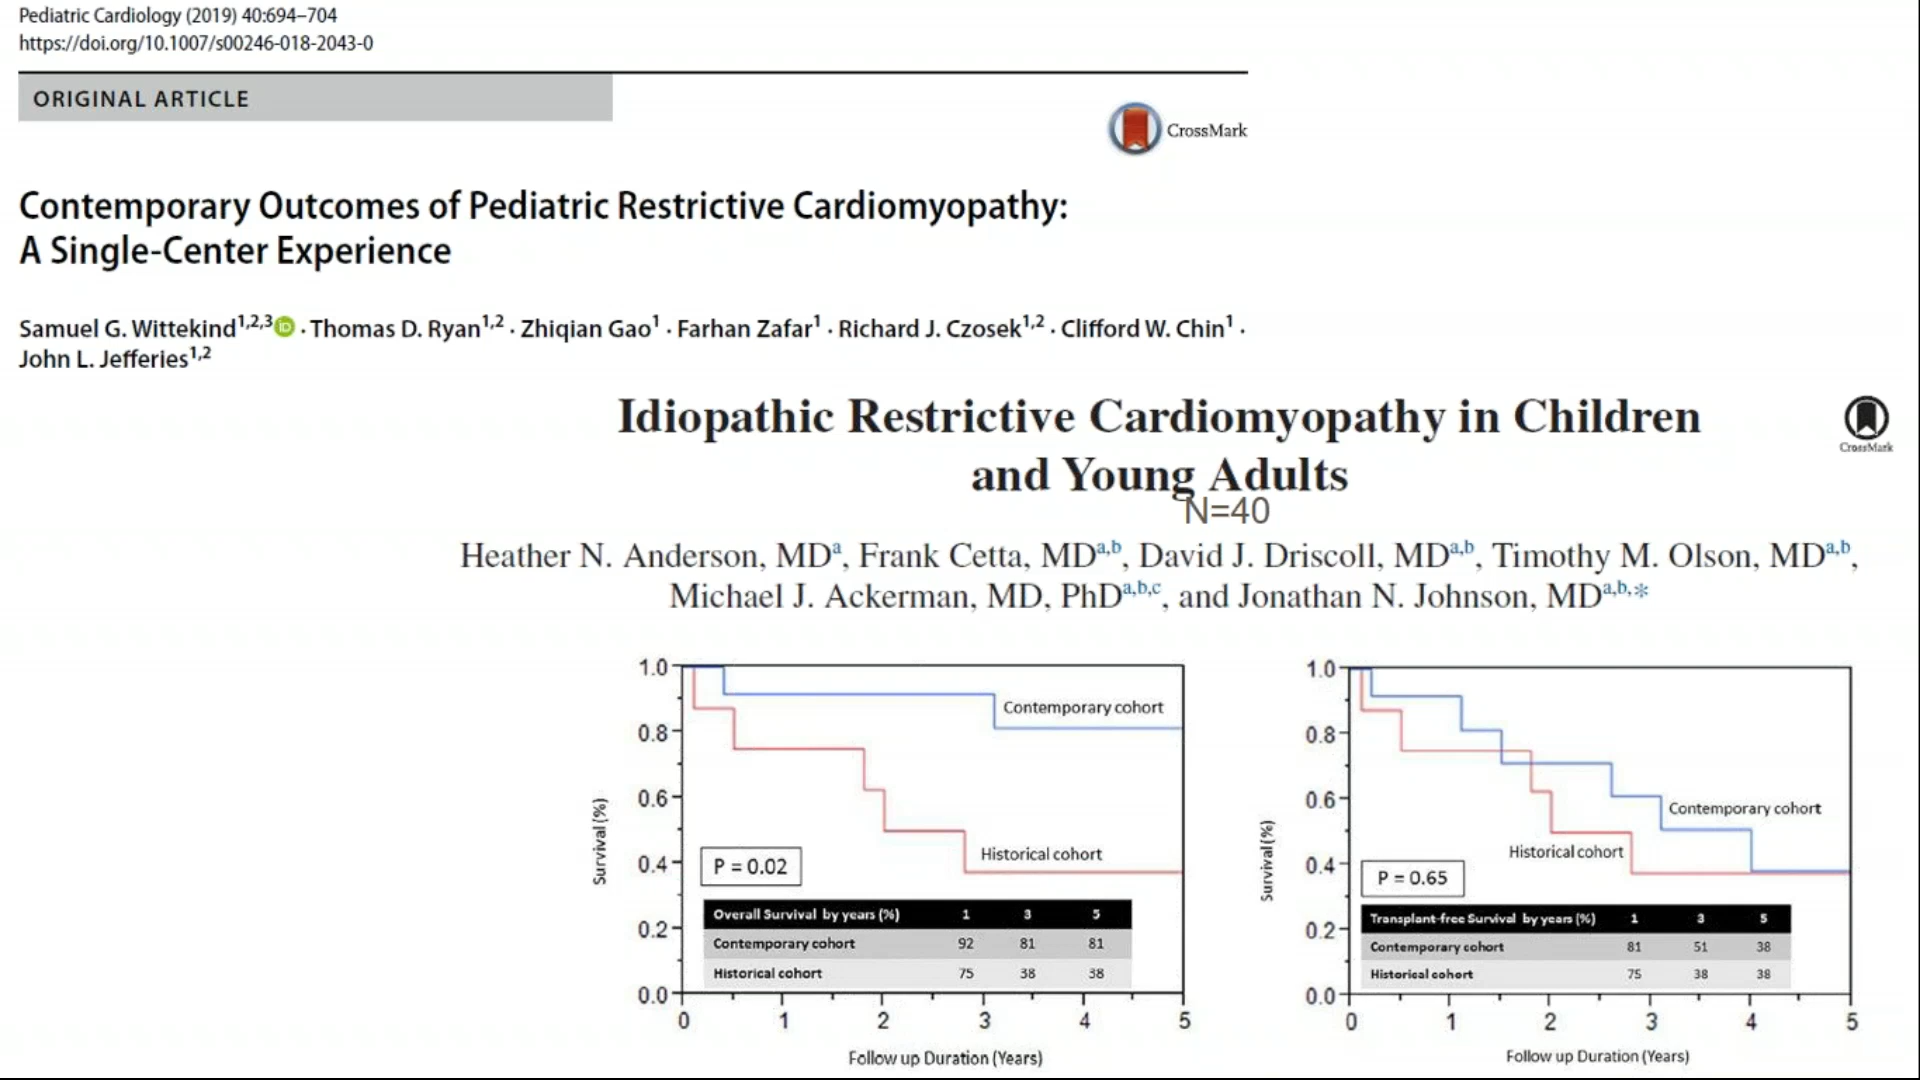 Pediatric Cardiology (2019) 40:694–704
https://doi.org/10.1007/s00246-018-2043-0
ORIGINAL ARTICLE
CrossMark
Contemporary Outcomes of Pediatric Restrictive Cardiomyopathy:
A Single-Center Experience
Samuel G. Wittekind1,2,3 iD · Thomas D. Ryan1,2 · Zhiqian Gao1 · Farhan Zafar1 · Richard J. Czosek1,2 · Clifford W. Chin1 ·
John L. Jefferies1,2
Idiopathic Restrictive Cardiomyopathy in Children
and Young Adults
CrossMark
N=40
Heather N. Anderson, MDa, Frank Cetta, MDa,b, David J. Driscoll, MDa,b, Timothy M. Olson, MDa,b,
Michael J. Ackerman, MD, PhDa,b,c, and Jonathan N. Johnson, MDa,b,*
1.0
0.8
0.6
0.4
0.2
0.0
Survival (%)
Contemporary cohort
Historical cohort
P = 0.02
Overall Survival by years (%) 1 3 5
Contemporary cohort 92 81 81
Historical cohort 75 38 38
0 1 2 3 4 5
Follow up Duration (Years)
1.0
0.8
0.6
0.4
0.2
0.0
Survival (%)
Contemporary cohort
Historical cohort
P = 0.65
Transplant-free Survival by years (%) 1 3 5
Contemporary cohort 81 51 38
Historical cohort 75 38 38
0 1 2 3 4 5
Follow up Duration (Years)